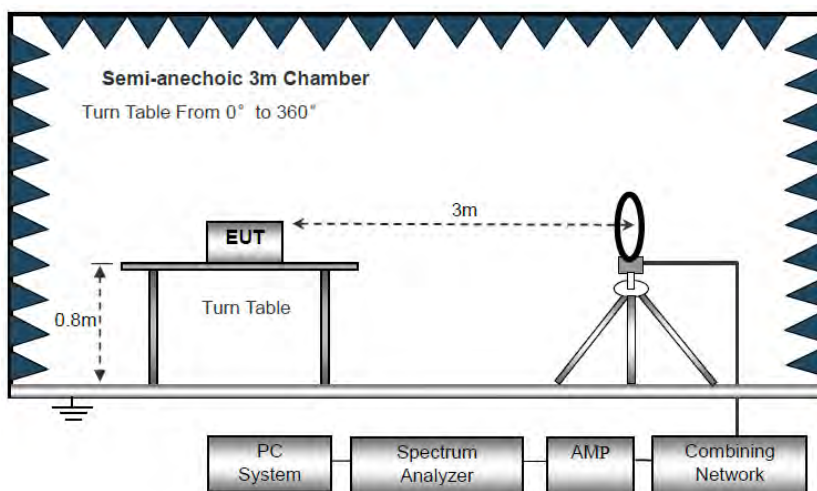 Semi-anechoic 3m Chamber
Turn Table From 0° to 360°
3m
EUT
0.8m
Turn Table
PC
System
Spectrum
Analyzer
AMP
Combining
Network